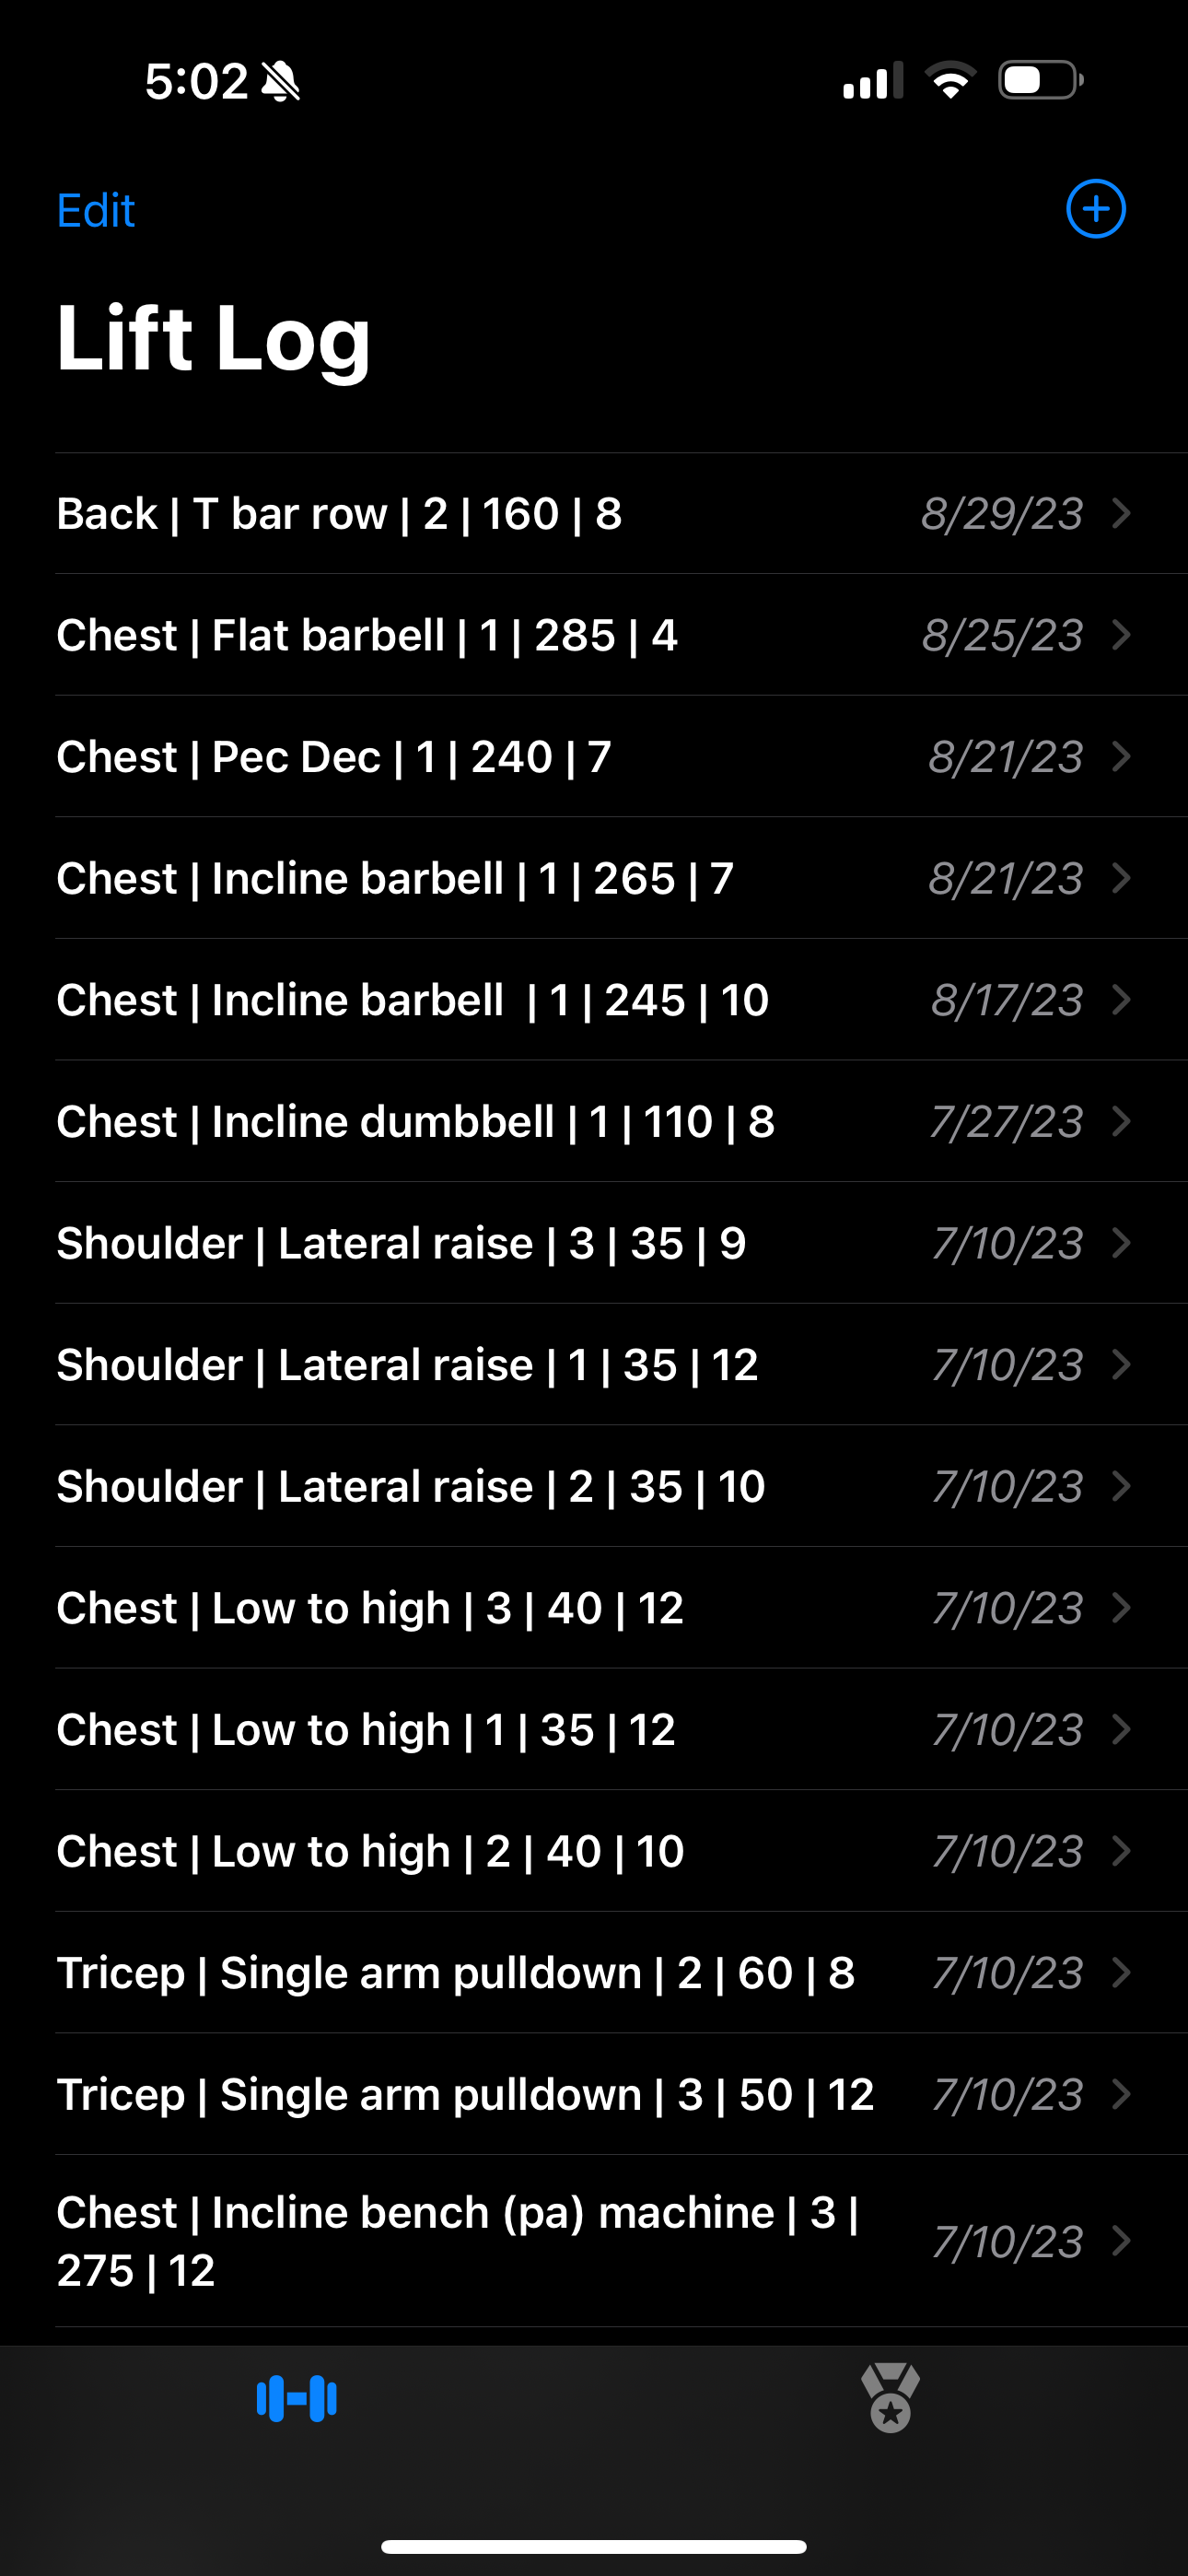 5:02
Edit
Lift Log
Back | T bar row | 2 | 160 | 8 8/29/23
Chest | Flat barbell | 1 | 285 | 4 8/25/23
Chest | Pec Dec | 1 | 240 | 7 8/21/23
Chest | Incline barbell | 1 | 265 | 7 8/21/23
Chest | Incline barbell  | 1 | 245 | 10 8/17/23
Chest | Incline dumbbell | 1 | 110 | 8 7/27/23
Shoulder | Lateral raise | 3 | 35 | 9 7/10/23
Shoulder | Lateral raise | 1 | 35 | 12 7/10/23
Shoulder | Lateral raise | 2 | 35 | 10 7/10/23
Chest | Low to high | 3 | 40 | 12 7/10/23
Chest | Low to high | 1 | 35 | 12 7/10/23
Chest | Low to high | 2 | 40 | 10 7/10/23
Tricep | Single arm pulldown | 2 | 60 | 8 7/10/23
Tricep | Single arm pulldown | 3 | 50 | 12 7/10/23
Chest | Incline bench (pa) machine | 3 |
275 | 12 7/10/23